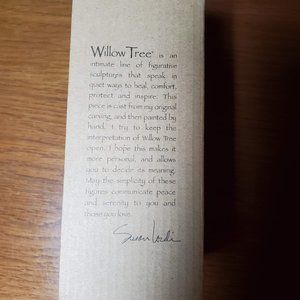 Willow Tree™ is an
intimate line of figurative
sculptures that speak in
quiet ways to heal, comfort,
protect and inspire. This
piece is cast from my original
carving, and then painted by
hand. I try to keep the
interpretation of Willow Tree
open. I hope this makes it
more personal, and allows
you to decide its meaning.
May the simplicity of these
figures communicate peace
and serenity to you and
those you love.
Susan Lordi